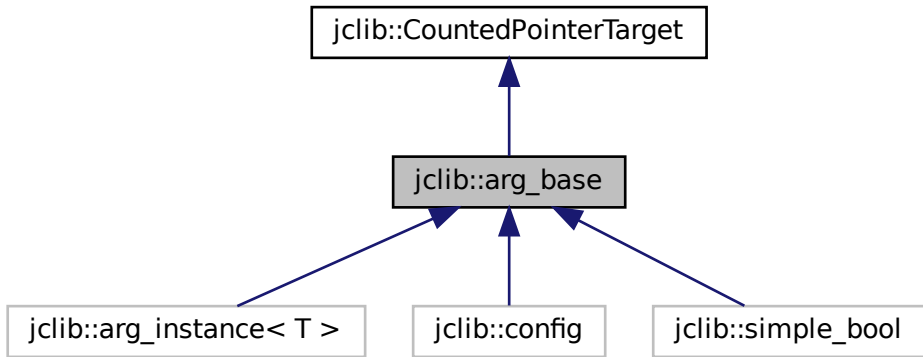 jclib::CountedPointerTarget
jclib::arg_base
jclib::arg_instance< T >
jclib::config
jclib::simple_bool